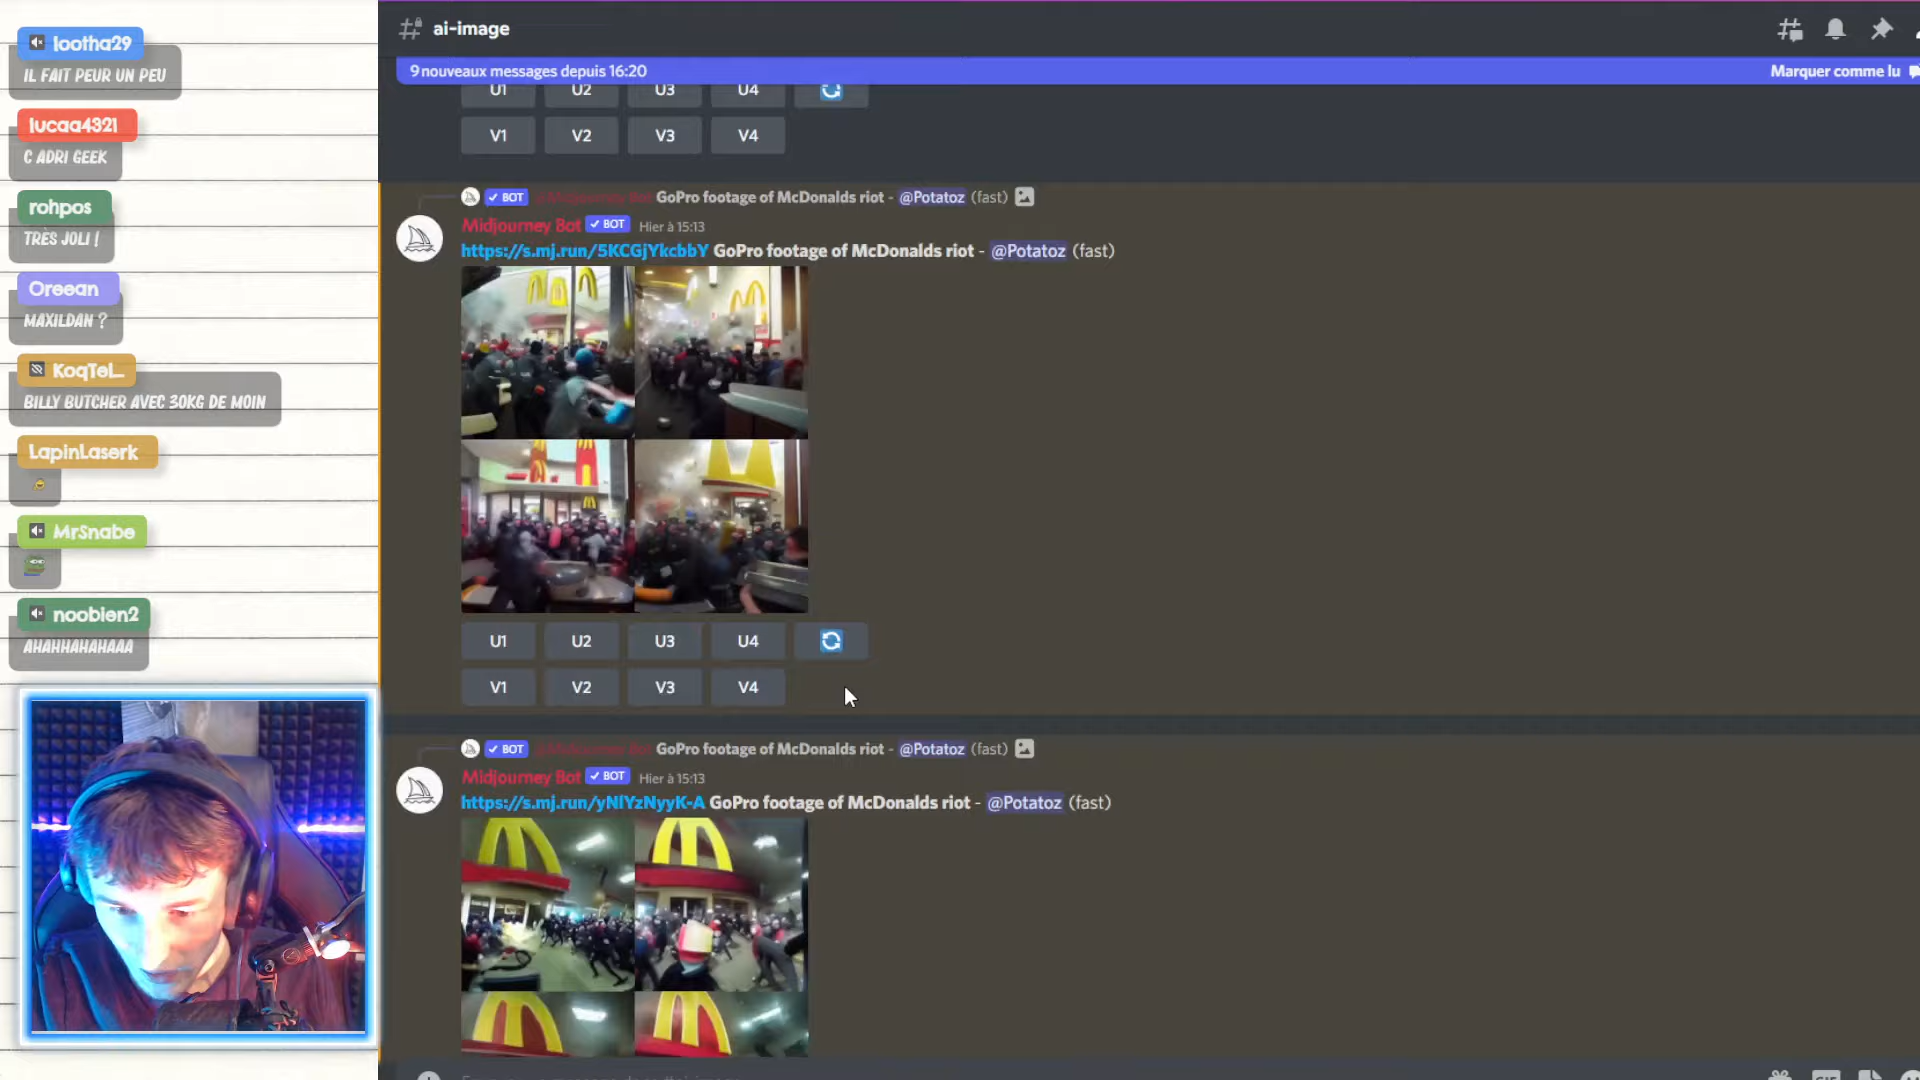 lootha29
IL FAIT PEUR UN PEU
lucaa4321
C ADRI GEEK
rohpos
TRÈS JOLI !
Oreean
MAXILDAN ?
KoqTeL_
BILLY BUTCHER AVEC 30KG DE MOIN
LapinLaserk
MrSnabe
noobien2
AHAHHAHAHAAA
ai-image
9 nouveaux messages depuis 16:20
Marquer comme lu
U1 U2 U3 U4
V1 V2 V3 V4
BOT @Midjourney Bot GoPro footage of McDonalds riot - @Potatoz (fast)
Midjourney Bot BOT Hier à 15:13
https://s.mj.run/5KCGjYkcbbY GoPro footage of McDonalds riot - @Potatoz (fast)
U1 U2 U3 U4
V1 V2 V3 V4
BOT @Midjourney Bot GoPro footage of McDonalds riot - @Potatoz (fast)
Midjourney Bot BOT Hier à 15:13
https://s.mj.run/yNlYzNyyK-A GoPro footage of McDonalds riot - @Potatoz (fast)